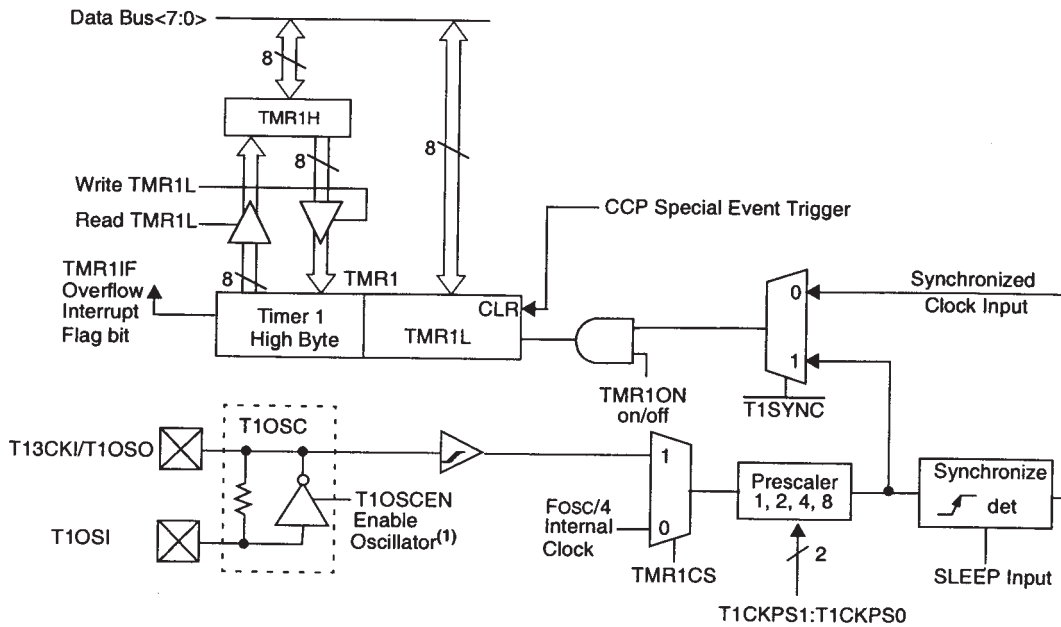 Data Bus<7:0>
8
TMR1H
8
8
Write TMR1L
Read TMR1L
CCP Special Event Trigger
8
TMR1IF
Overflow
Interrupt
Flag bit
TMR1
Timer 1
High Byte
TMR1L
CLR
0
1
Synchronized
Clock Input
TMR1ON
on/off
T1SYNC
T13CKI/T1OSO
T1OSC
T1OSI
T1OSCEN
Enable
Oscillator(1)
1
0
FOSC/4
Internal
Clock
TMR1CS
Prescaler
1, 2, 4, 8
2
T1CKPS1:T1CKPS0
Synchronize
det
SLEEP Input